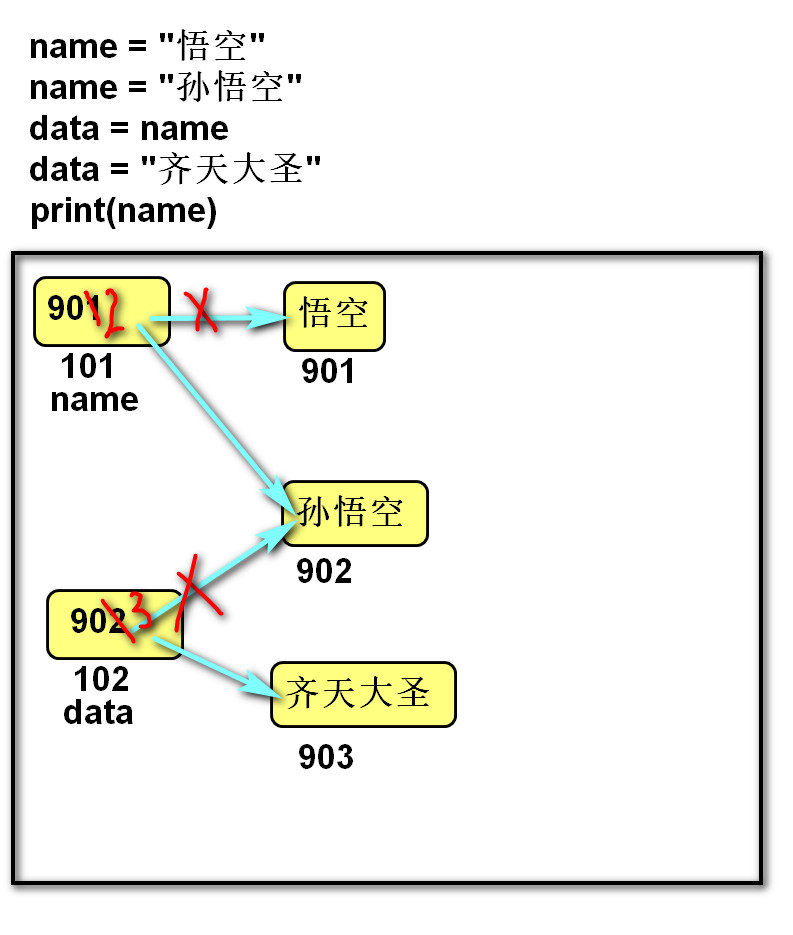 name = "悟空"
name = "孙悟空"
data = name
data = "齐天大圣"
print(name)
901 2
悟空
101
name
901
孙悟空
902
902 3
102
data
齐天大圣
903